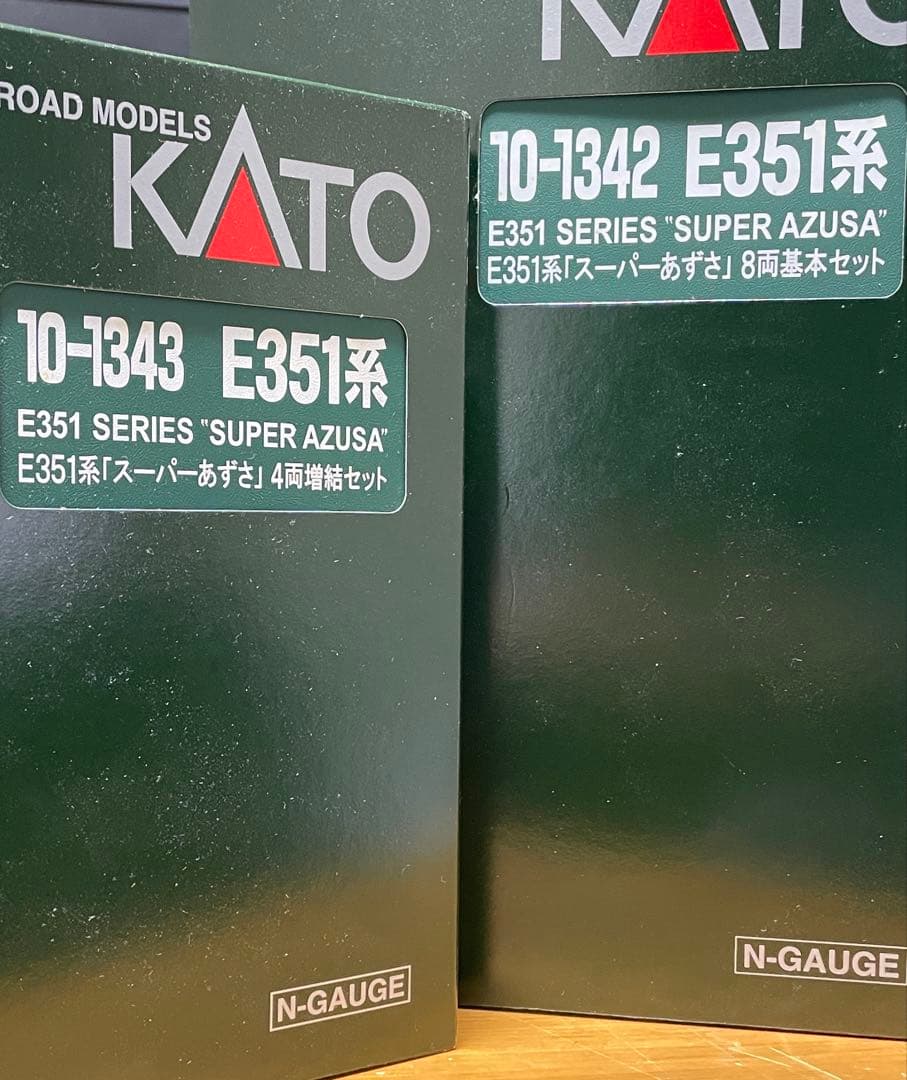 ROAD MODELS
KATO
10-1343 E351系
E351 SERIES "SUPER AZUSA"
E351系「スーパーあずさ」4両増結セット
N-GAUGE
KATO
10-1342 E351系
E351 SERIES "SUPER AZUSA"
E351系「スーパーあずさ」8両基本セット
N-GAUGE